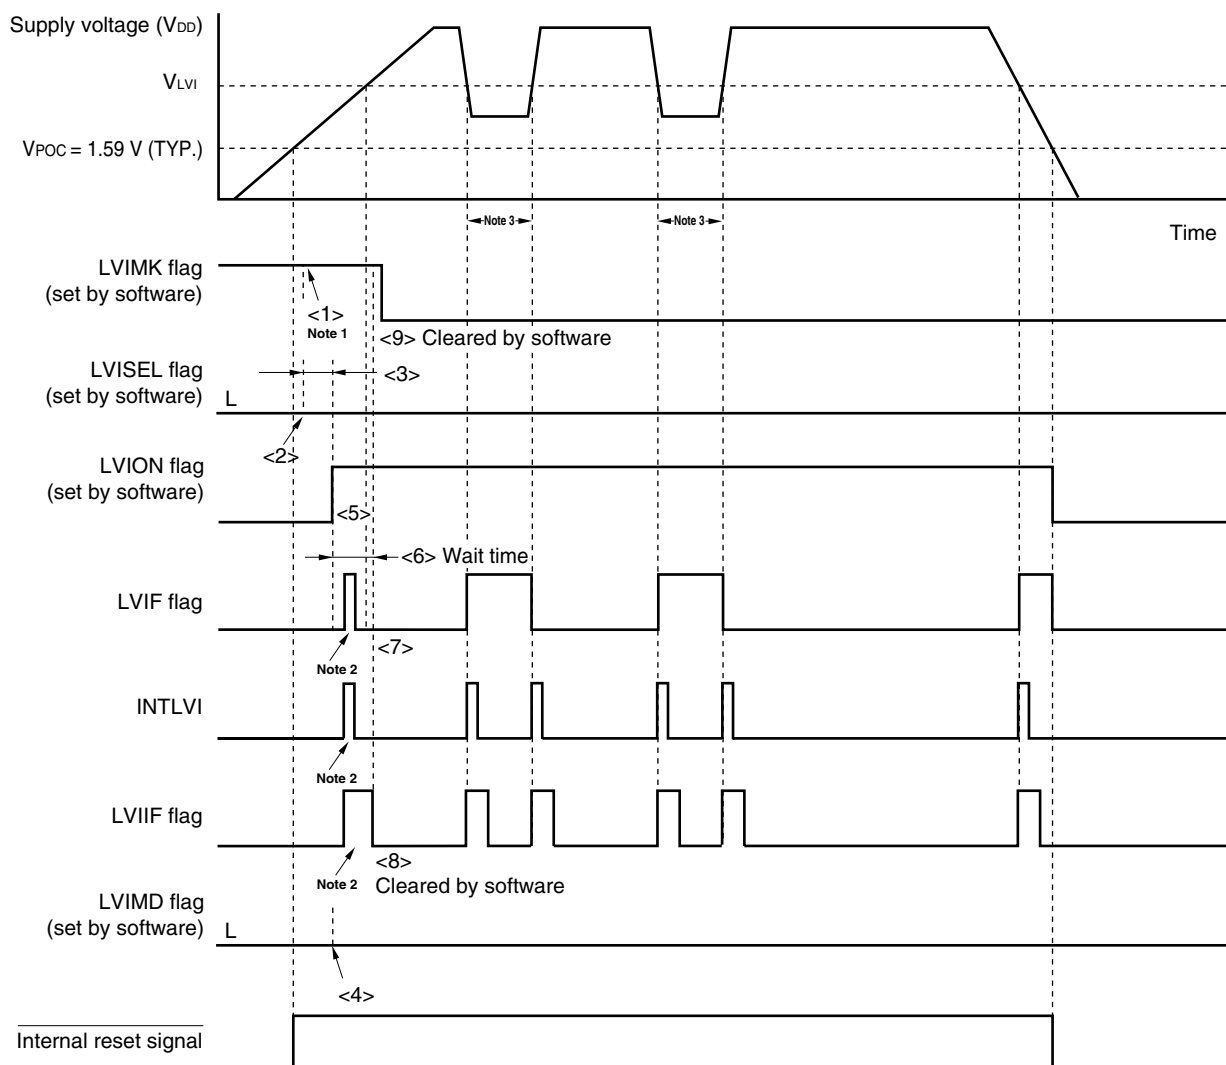 Supply voltage (VDD)
VLVI
VPOC = 1.59 V (TYP.)
Note 3
Note 3
Time
LVIMK flag
(set by software)
<1>
Note 1
<9> Cleared by software
LVISEL flag
(set by software)
L
<3>
<2>
LVION flag
(set by software)
<5>
<6> Wait time
LVIF flag
<7>
Note 2
INTLVI
Note 2
LVIIF flag
<8>
Cleared by software
Note 2
LVIMD flag
(set by software)
L
<4>
Internal reset signal